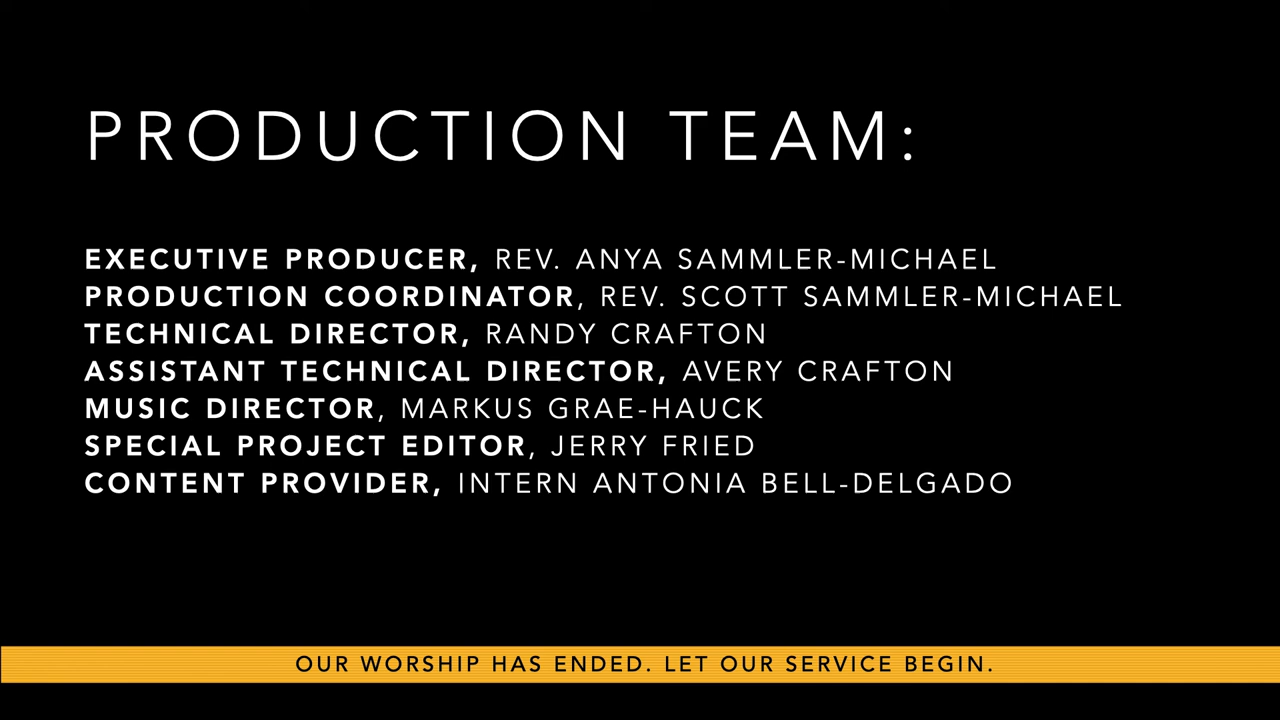 PRODUCTION TEAM:
EXECUTIVE PRODUCER, REV. ANYA SAMMLER-MICHAEL
PRODUCTION COORDINATOR, REV. SCOTT SAMMLER-MICHAEL
TECHNICAL DIRECTOR, RANDY CRAFTON
ASSISTANT TECHNICAL DIRECTOR, AVERY CRAFTON
MUSIC DIRECTOR, MARKUS GRAE-HAUCK
SPECIAL PROJECT EDITOR, JERRY FRIED
CONTENT PROVIDER, INTERN ANTONIA BELL-DELGADO
OUR WORSHIP HAS ENDED. LET OUR SERVICE BEGIN.